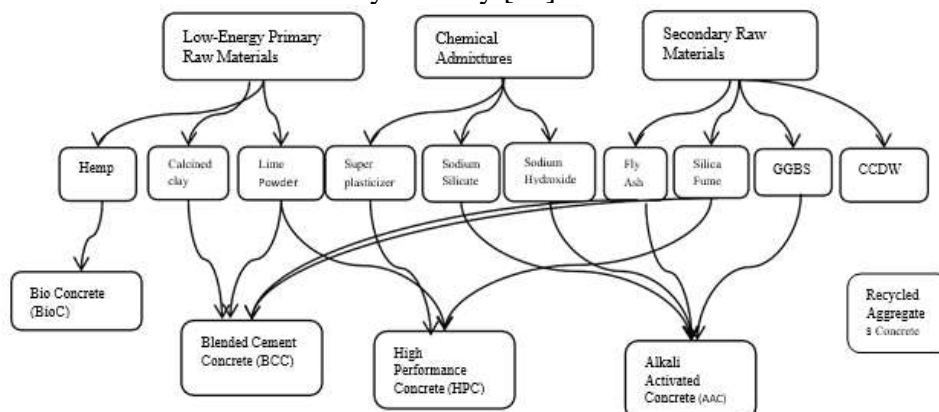 Low-Energy Primary
Raw Materials
Chemical
Admixtures
Secondary Raw
Materials
Hemp
Calcined
clay
Lime
Powder
Super
plasticizer
Sodium
Silicate
Sodium
Hydroxide
Fly
Ash
Silica
Fume
GGBS
CCDW
Bio Concrete
(BioC)
Blended Cement
Concrete (BCC)
High
Performance
Concrete (HPC)
Alkali
Activated
Concrete (AAC)
Recycled
Aggregate
s Concrete